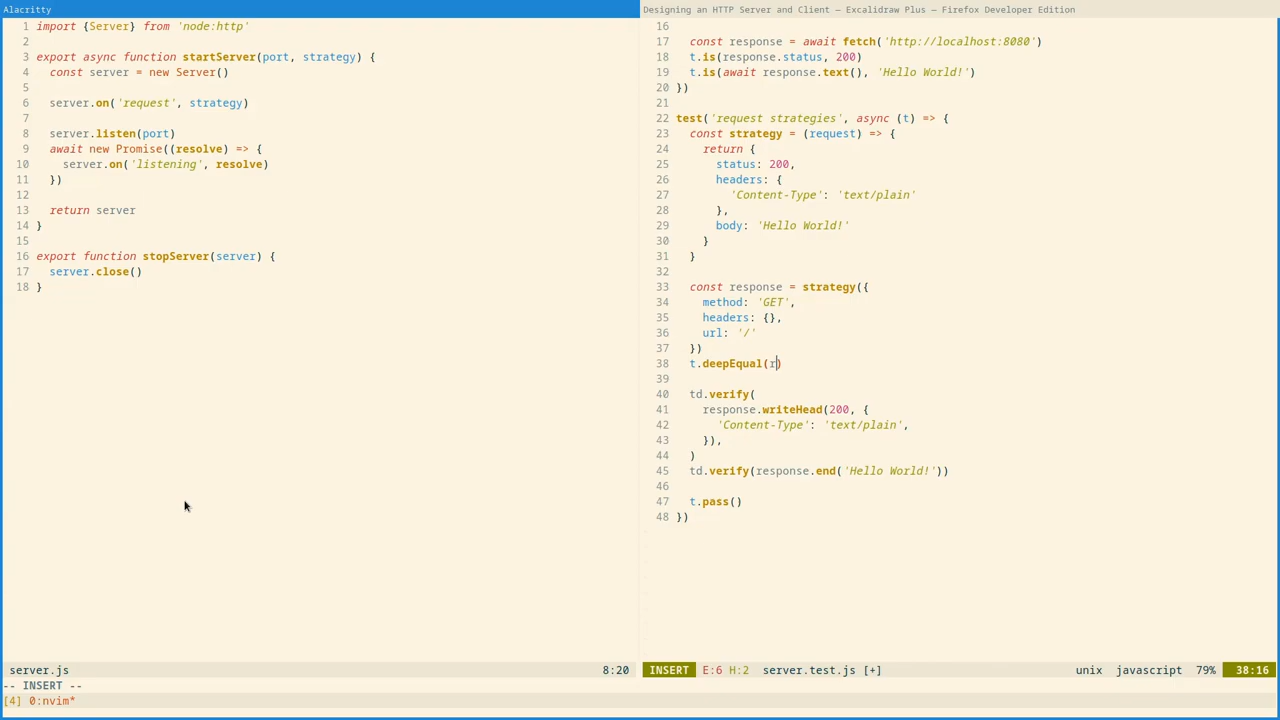 Alacritty
Designing an HTTP Server and Client — Excalidraw Plus — Firefox Developer Edition
1 import {Server} from 'node:http'
2
3 export async function startServer(port, strategy) {
4   const server = new Server()
5
6   server.on('request', strategy)
7
8   server.listen(port)
9   await new Promise((resolve) => {
10     server.on('listening', resolve)
11   })
12
13   return server
14 }
15
16 export function stopServer(server) {
17   server.close()
18 }
16
17   const response = await fetch('http://localhost:8080')
18   t.is(response.status, 200)
19   t.is(await response.text(), 'Hello World!')
20 })
21
22 test('request strategies', async (t) => {
23   const strategy = (request) => {
24     return {
25       status: 200,
26       headers: {
27         'Content-Type': 'text/plain'
28       },
29       body: 'Hello World!'
30     }
31   }
32
33   const response = strategy({
34     method: 'GET',
35     headers: {},
36     url: '/'
37   })
38   t.deepEqual(r)
39
40   td.verify(
41     response.writeHead(200, {
42       'Content-Type': 'text/plain',
43     }),
44   )
45   td.verify(response.end('Hello World!'))
46
47   t.pass()
48 })
server.js 8:20
INSERT E:6 H:2 server.test.js [+] unix javascript 79% 38:16
-- INSERT --
[4] 0:nvim*